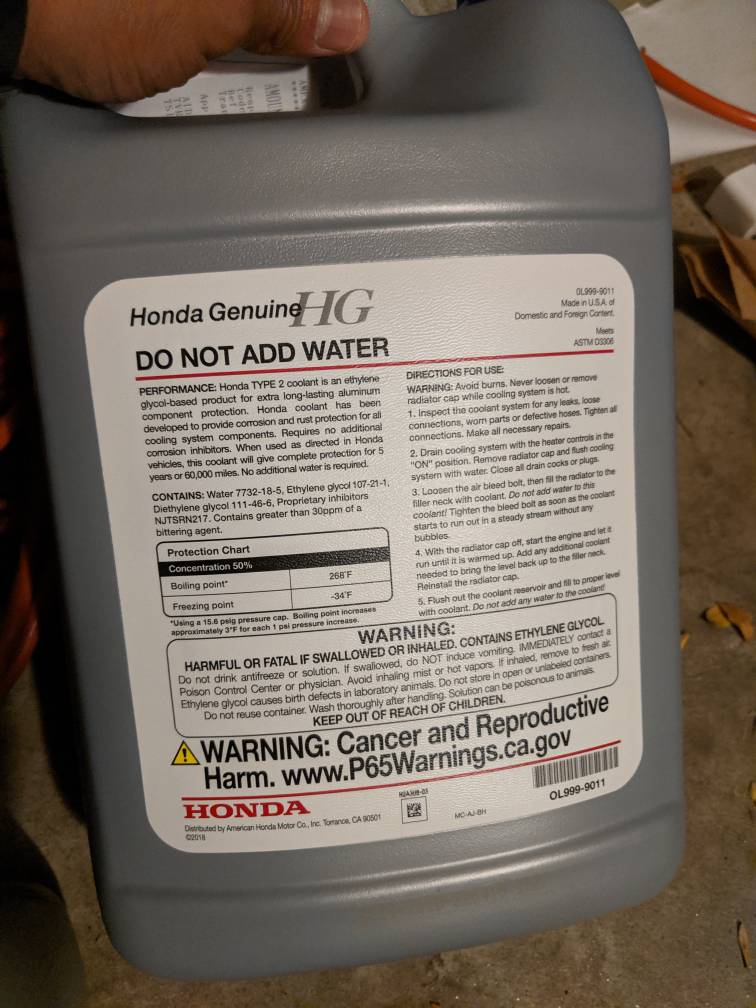 Honda Genuine HG
OL999-9011
Made in U.S.A. of
Domestic and Foreign Content.
Meets
ASTM D3306
DO NOT ADD WATER
PERFORMANCE: Honda TYPE 2 coolant is an ethylene
glycol-based product for extra long-lasting aluminum
component protection. Honda coolant has been
developed to provide corrosion and rust protection for all
cooling system components. Requires no additional
corrosion inhibitors. When used as directed in Honda
vehicles, this coolant will give complete protection for 5
years or 60,000 miles. No additional water is required.
CONTAINS: Water 7732-18-5, Ethylene glycol 107-21-1,
Diethylene glycol 111-46-6, Proprietary inhibitors
NJTSRN217. Contains greater than 30ppm of a
bittering agent.
Protection Chart
Concentration 50%
Boiling point* 268°F
Freezing point -34°F
*Using a 15.6 psig pressure cap. Boiling point increases
approximately 3°F for each 1 psi pressure increase.
DIRECTIONS FOR USE:
WARNING: Avoid burns. Never loosen or remove
radiator cap while cooling system is hot.
1. Inspect the coolant system for any leaks, loose
connections, worn parts or defective hoses. Tighten all
connections. Make all necessary repairs.
2. Drain cooling system with the heater controls in the
"ON" position. Remove radiator cap and flush cooling
system with water. Close all drain cocks or plugs.
3. Loosen the air bleed bolt, then fill the radiator to the
filler neck with coolant. Do not add water to this
coolant! Tighten the bleed bolt as soon as the coolant
starts to run out in a steady stream without any
bubbles.
4. With the radiator cap off, start the engine and let it
run until it is warmed up. Add any additional coolant
needed to bring the level back up to the filler neck.
Reinstall the radiator cap.
5. Flush out the coolant reservoir and fill to proper level
with coolant. Do not add any water to the coolant!
WARNING:
HARMFUL OR FATAL IF SWALLOWED OR INHALED. CONTAINS ETHYLENE GLYCOL
Do not drink antifreeze or solution. If swallowed, do NOT induce vomiting. IMMEDIATELY contact a
Poison Control Center or physician. Avoid inhaling mist or hot vapors. If inhaled, remove to fresh air.
Ethylene glycol causes birth defects in laboratory animals. Do not store in open or unlabeled containers.
Do not reuse container. Wash thoroughly after handling. Solution can be poisonous to animals.
KEEP OUT OF REACH OF CHILDREN.
WARNING: Cancer and Reproductive
Harm. www.P65Warnings.ca.gov
HONDA
Distributed by American Honda Motor Co., Inc. Torrance, CA 90501
©2018
MC-AJ-BH
OL999-9011